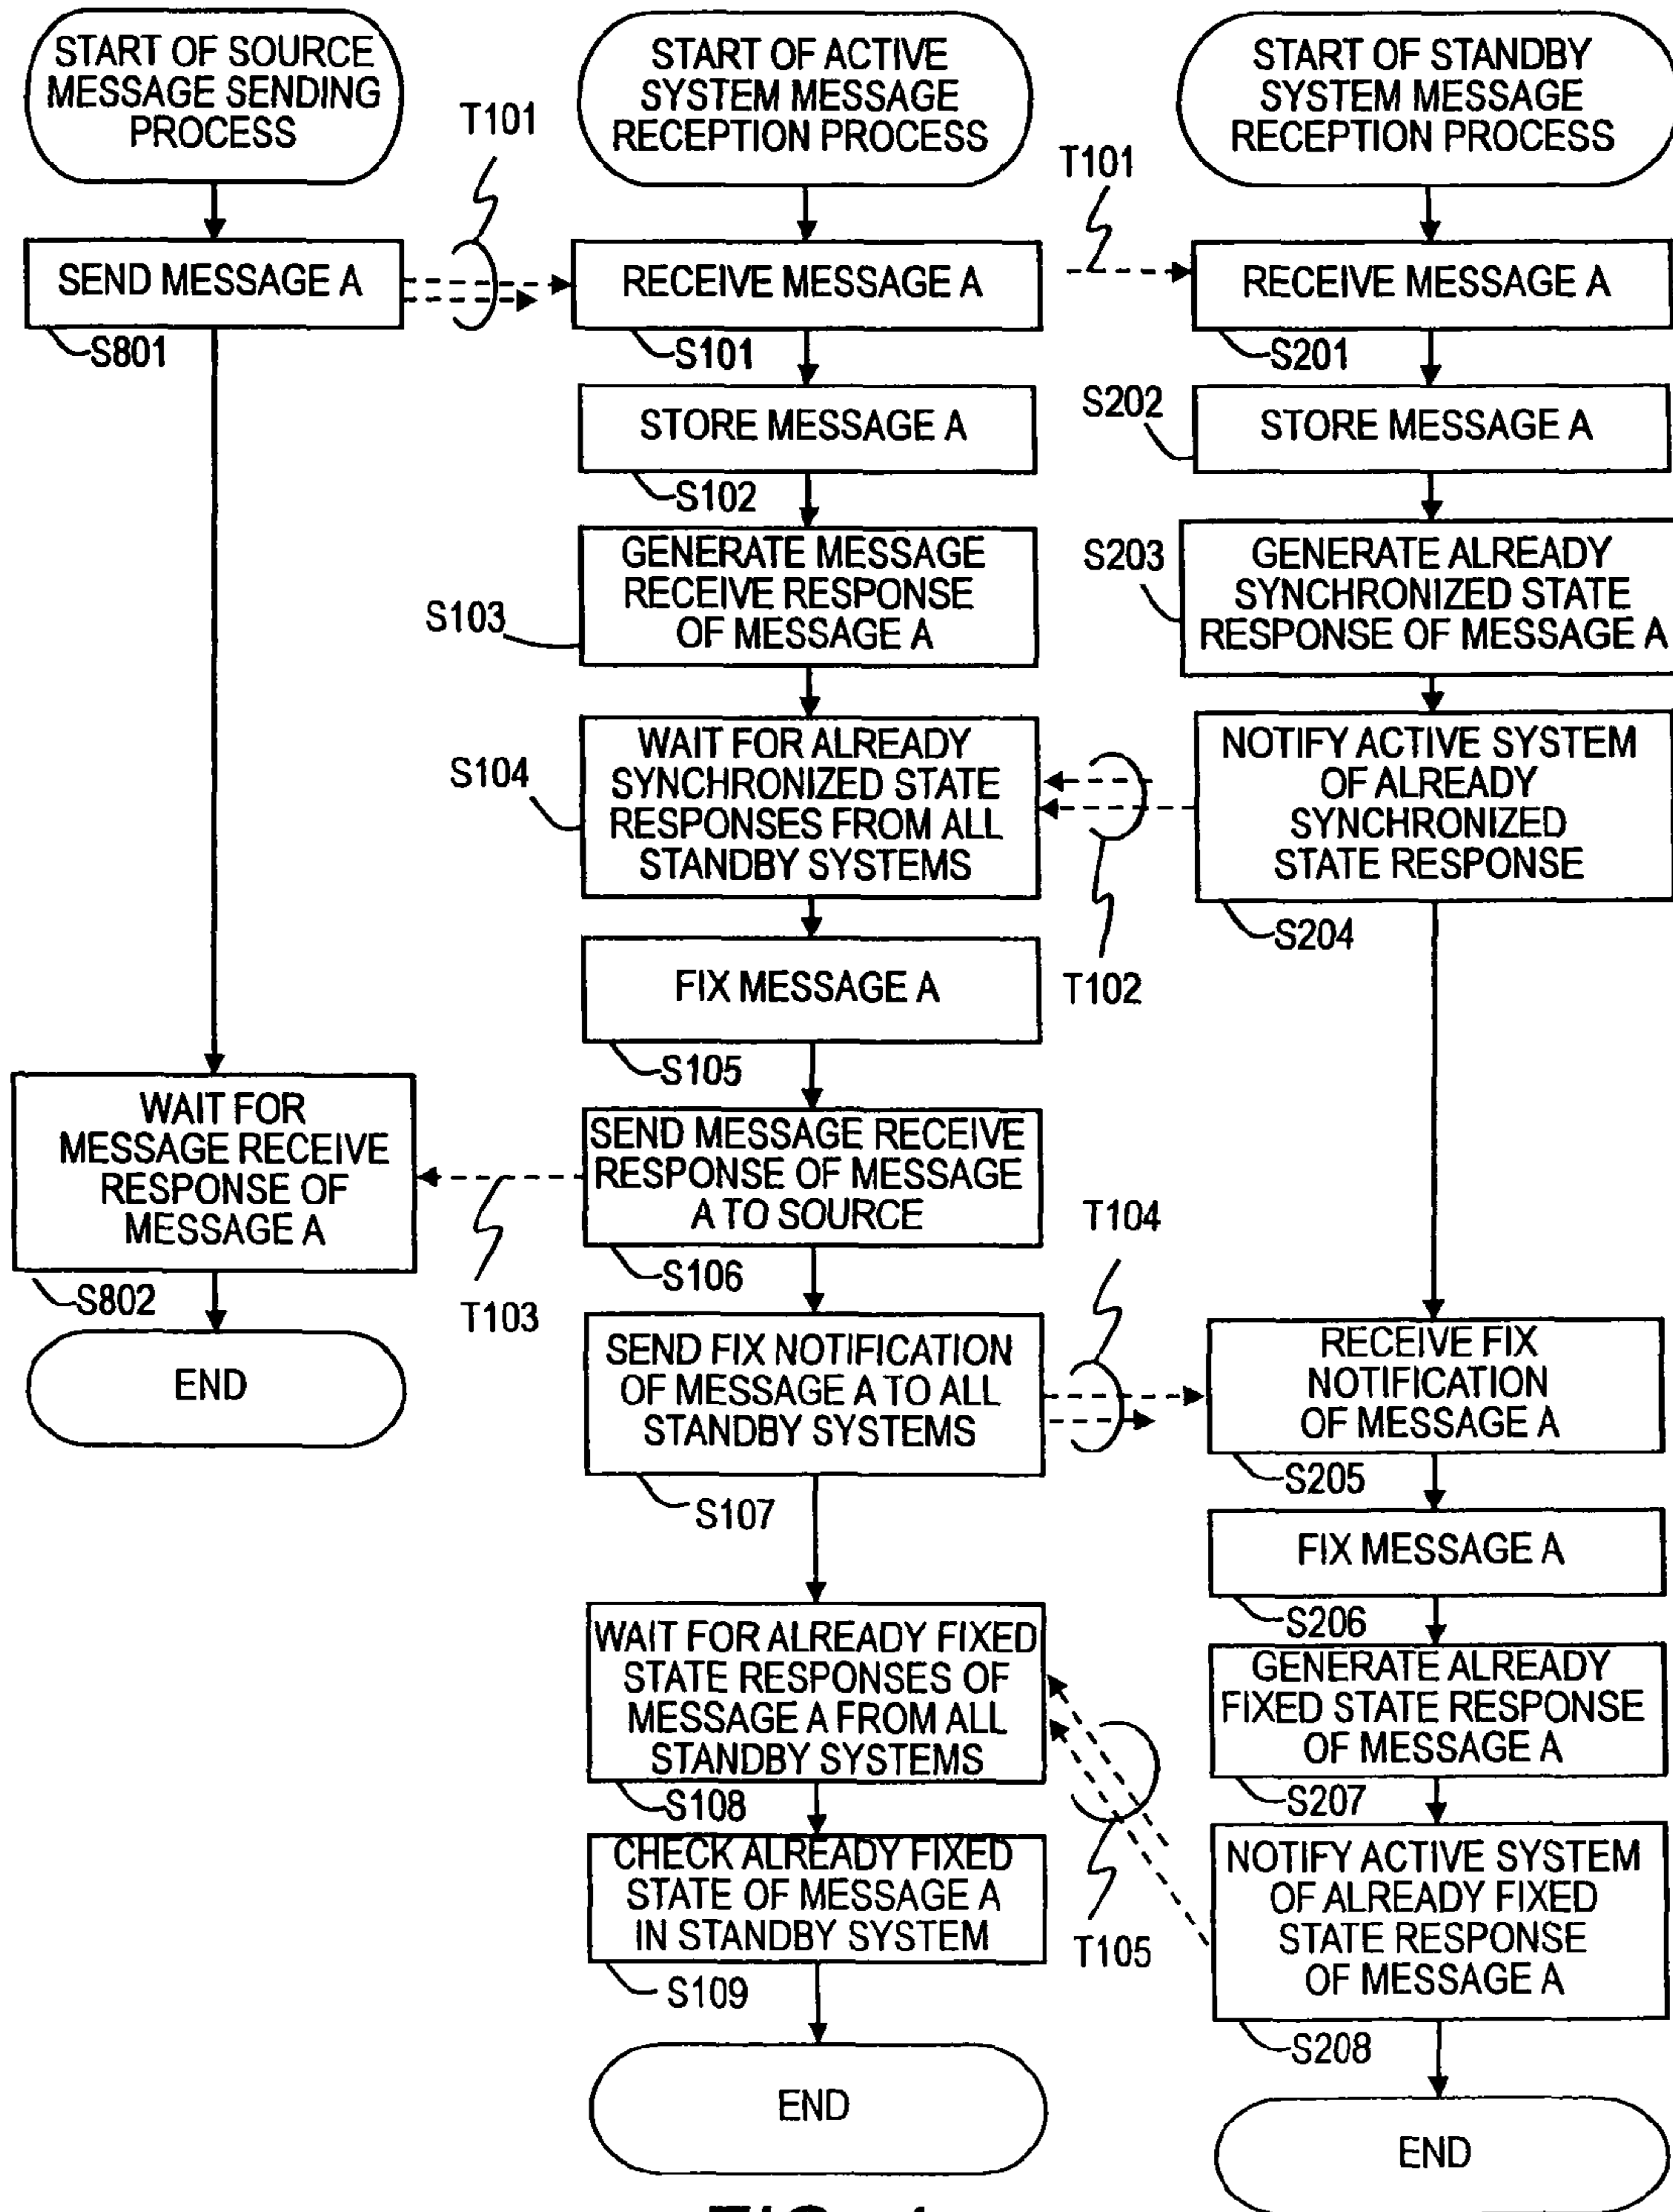 START OF SOURCE
MESSAGE SENDING
PROCESS
SEND MESSAGE A
S801
WAIT FOR
MESSAGE RECEIVE
RESPONSE OF
MESSAGE A
S802
END
T101
START OF ACTIVE
SYSTEM MESSAGE
RECEPTION PROCESS
RECEIVE MESSAGE A
S101
STORE MESSAGE A
S102
GENERATE MESSAGE
RECEIVE RESPONSE
OF MESSAGE A
S103
WAIT FOR ALREADY
SYNCHRONIZED STATE
RESPONSES FROM ALL
STANDBY SYSTEMS
S104
FIX MESSAGE A
S105
SEND MESSAGE RECEIVE
RESPONSE OF MESSAGE
A TO SOURCE
S106
T103
SEND FIX NOTIFICATION
OF MESSAGE A TO ALL
STANDBY SYSTEMS
S107
WAIT FOR ALREADY FIXED
STATE RESPONSES OF
MESSAGE A FROM ALL
STANDBY SYSTEMS
S108
CHECK ALREADY FIXED
STATE OF MESSAGE A
IN STANDBY SYSTEM
S109
END
T101
START OF STANDBY
SYSTEM MESSAGE
RECEPTION PROCESS
RECEIVE MESSAGE A
S201
STORE MESSAGE A
S202
GENERATE ALREADY
SYNCHRONIZED STATE
RESPONSE OF MESSAGE A
S203
NOTIFY ACTIVE SYSTEM
OF ALREADY
SYNCHRONIZED
STATE RESPONSE
S204
T102
T104
RECEIVE FIX
NOTIFICATION
OF MESSAGE A
S205
FIX MESSAGE A
S206
GENERATE ALREADY
FIXED STATE RESPONSE
OF MESSAGE A
S207
NOTIFY ACTIVE SYSTEM
OF ALREADY FIXED
STATE RESPONSE
OF MESSAGE A
S208
T105
END